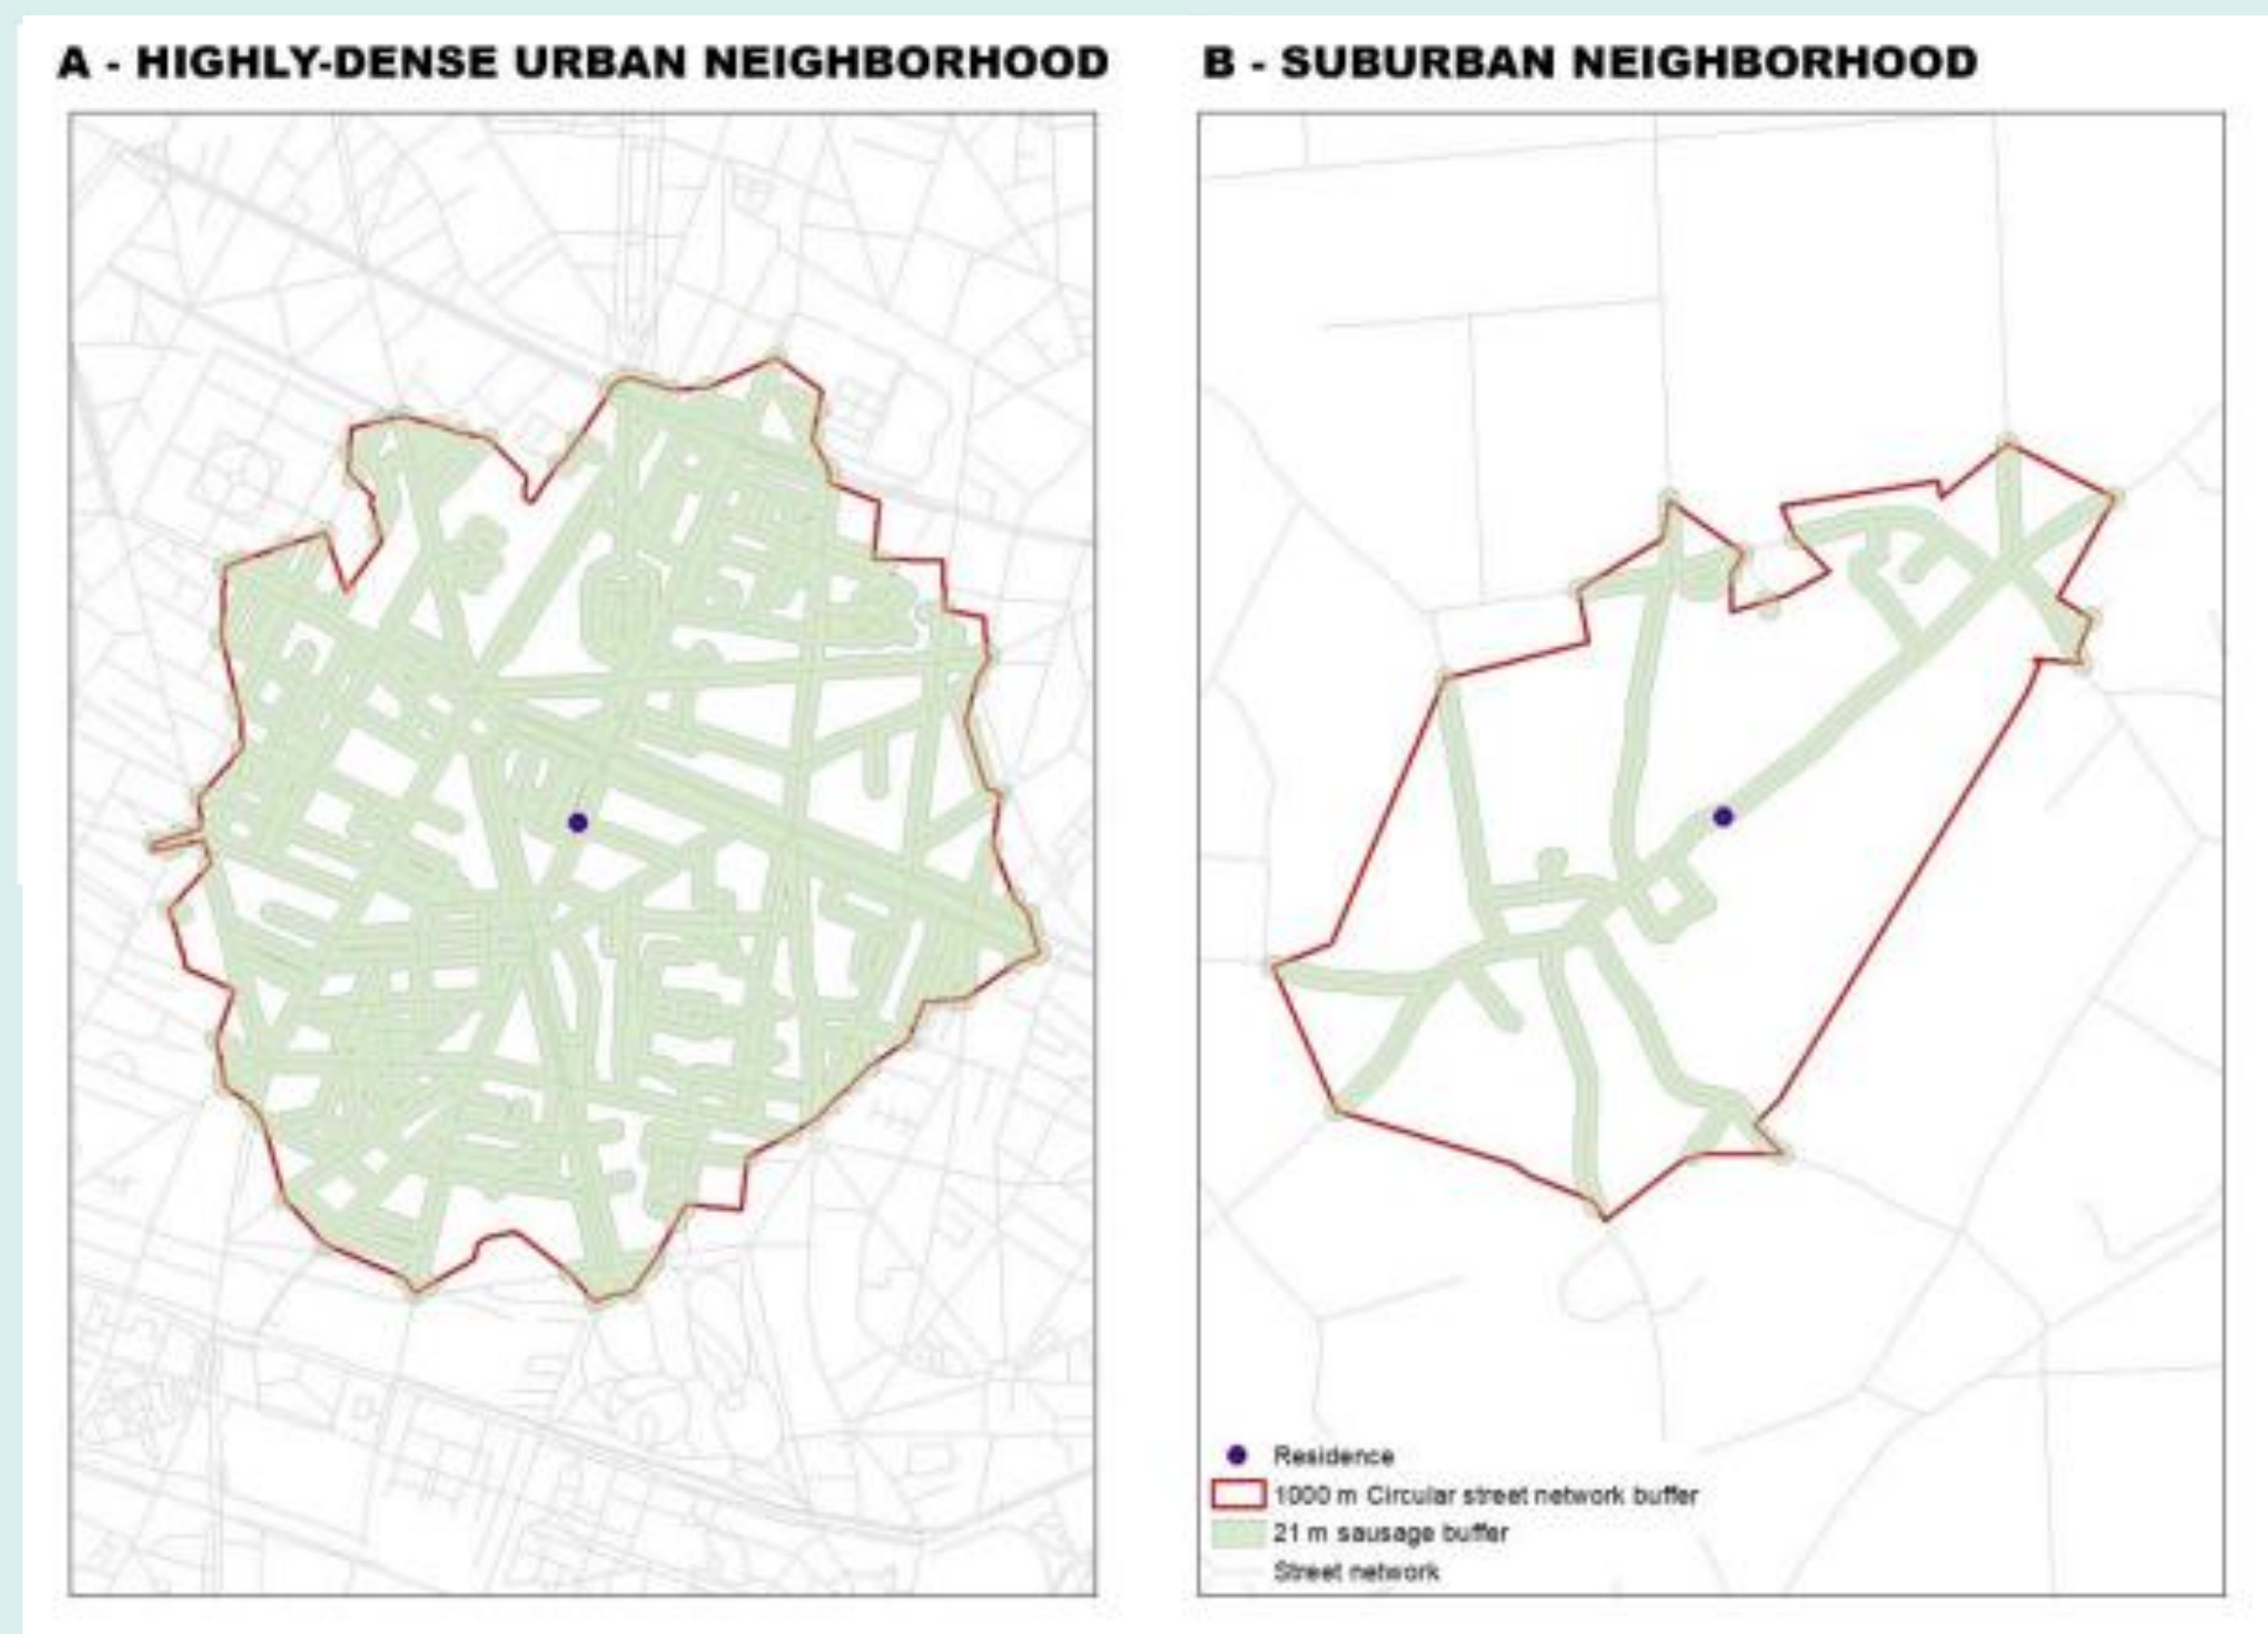 A - HIGHLY-DENSE URBAN NEIGHBORHOOD
B - SUBURBAN NEIGHBORHOOD
Residence
1000 m Circular street network buffer
21 m sausage buffer
Street network